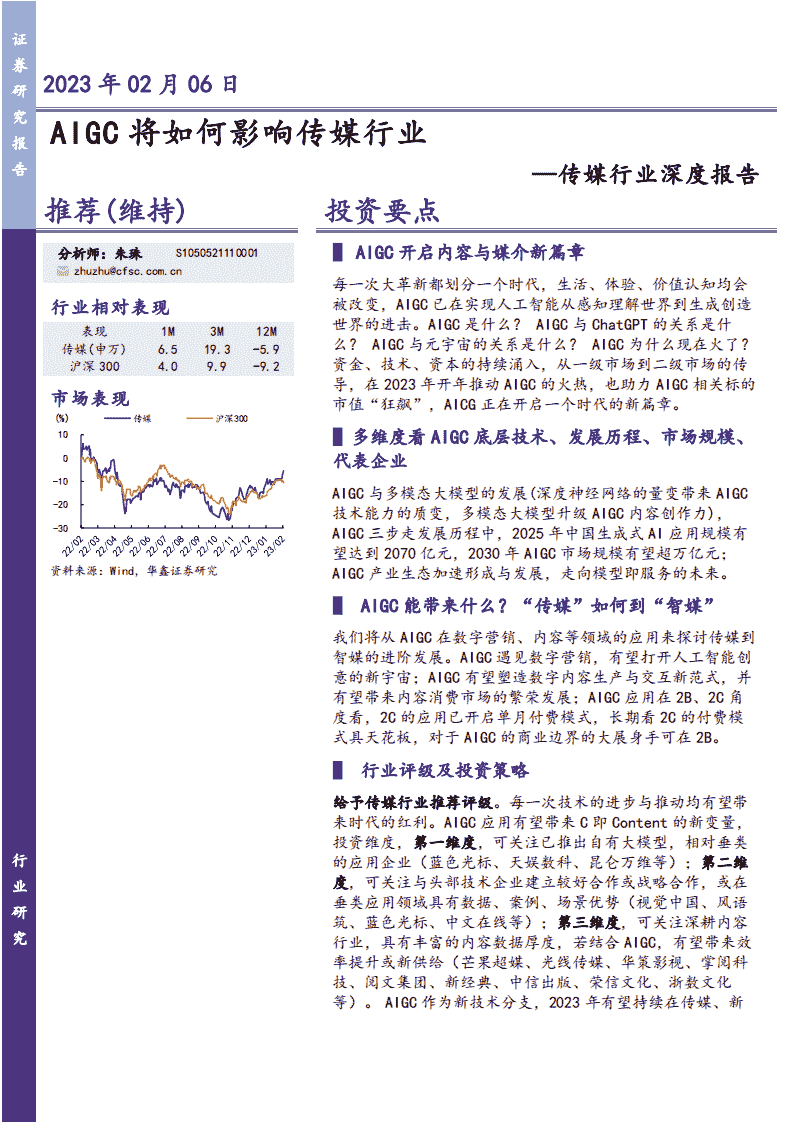 证券研究报告
2023 年 02 月 06 日
AIGC 将如何影响传媒行业
—传媒行业深度报告
推荐(维持)
分析师：朱珠 S1050521110001
zhuzhu@cfsc.com.cn
行业相对表现
表现 1M 3M 12M
传媒(申万) 6.5 19.3 -5.9
沪深 300 4.0 9.9 -9.2
市场表现
(%) 传媒 沪深300
10
0
-10
-20
-30
22/02 22/03 22/04 22/05 22/06 22/07 22/08 22/09 22/10 22/11 22/12 23/01 23/02
资料来源：Wind，华鑫证券研究
投资要点
AIGC 开启内容与媒介新篇章
每一次大革新都划分一个时代，生活、体验、价值认知均会
被改变，AIGC 已在实现人工智能从感知理解世界到生成创造
世界的进击。AIGC 是什么？ AIGC 与 ChatGPT 的关系是什
么？ AIGC 与元宇宙的关系是什么？ AIGC 为什么现在火了？
资金、技术、资本的持续涌入，从一级市场到二级市场的传
导，在 2023 年开年推动 AIGC 的火热，也助力 AIGC 相关标的
市值“狂飙”，AICG 正在开启一个时代的新篇章。
多维度看 AIGC 底层技术、发展历程、市场规模、
代表企业
AIGC 与多模态大模型的发展(深度神经网络的量变带来 AIGC
技术能力的质变，多模态大模型升级 AIGC 内容创作力)，
AIGC 三步走发展历程中，2025 年中国生成式 AI 应用规模有
望达到 2070 亿元，2030 年 AIGC 市场规模有望超万亿元；
AIGC 产业生态加速形成与发展，走向模型即服务的未来。
AIGC 能带来什么？“传媒”如何到“智媒”
我们将从 AIGC 在数字营销、内容等领域的应用来探讨传媒到
智媒的进阶发展。AIGC 遇见数字营销，有望打开人工智能创
意的新宇宙；AIGC 有望塑造数字内容生产与交互新范式，并
有望带来内容消费市场的繁荣发展；AIGC 应用在 2B、2C 角
度看，2C 的应用已开启单月付费模式，长期看 2C 的付费模
式具天花板，对于 AIGC 的商业边界的大展身手可在 2B。
行业评级及投资策略
给予传媒行业推荐评级。每一次技术的进步与推动均有望带
来时代的红利。AIGC 应用有望带来 C 即 Content 的新变量，
投资维度，第一维度，可关注已推出自有大模型，相对垂类
的应用企业（蓝色光标、天娱数科、昆仑万维等）；第二维
度，可关注与头部技术企业建立较好合作或战略合作，或在
垂类应用领域具有数据、案例、场景优势（视觉中国、风语
筑、蓝色光标、中文在线等）；第三维度，可关注深耕内容
行业，具有丰富的内容数据厚度，若结合 AIGC，有望带来效
率提升或新供给（芒果超媒、光线传媒、华策影视、掌阅科
技、阅文集团、新经典、中信出版、荣信文化、浙数文化
等）。 AIGC 作为新技术分支，2023 年有望持续在传媒、新
行业研究